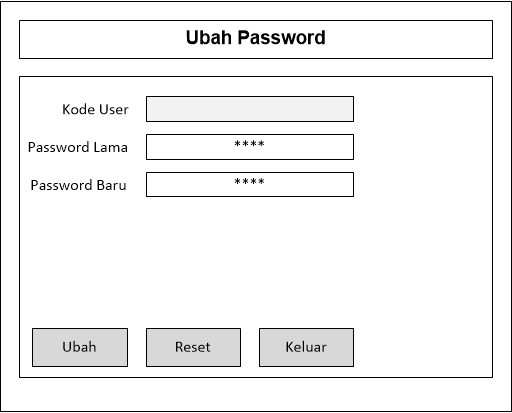 Ubah Password
Kode User
Password Lama ****
Password Baru ****
Ubah Reset Keluar